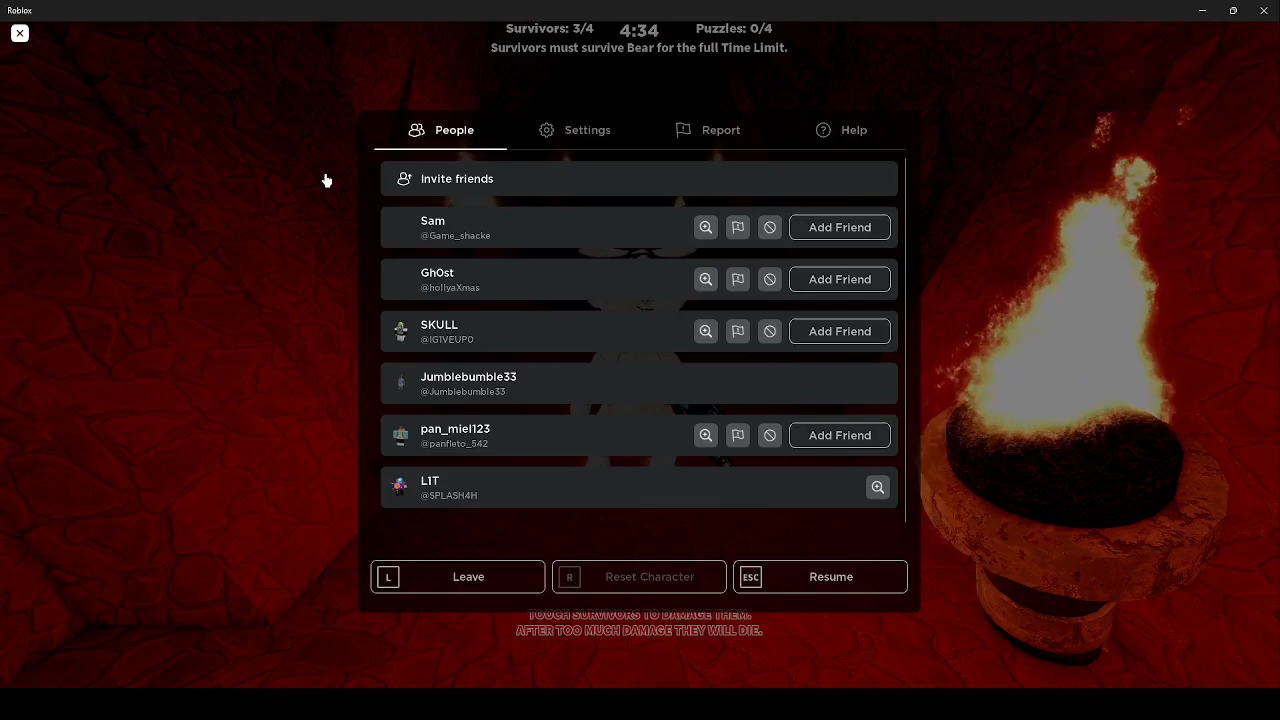 Roblox
Survivors: 3/4 4:34 Puzzles: 0/4
Survivors must survive Bear for the full Time Limit.
People Settings Report Help
Invite friends
Sam
@Game_shacke
Add Friend
Gh0st
@hollyaXmas
Add Friend
SKULL
@IG1VEUP0
Add Friend
Jumblebumble33
@Jumblebumble33
pan_miel123
@panfleto_542
Add Friend
L1T
@SPLASH4H
L Leave R Reset Character ESC Resume
TOUCH SURVIVORS TO DAMAGE THEM.
AFTER TOO MUCH DAMAGE THEY WILL DIE.